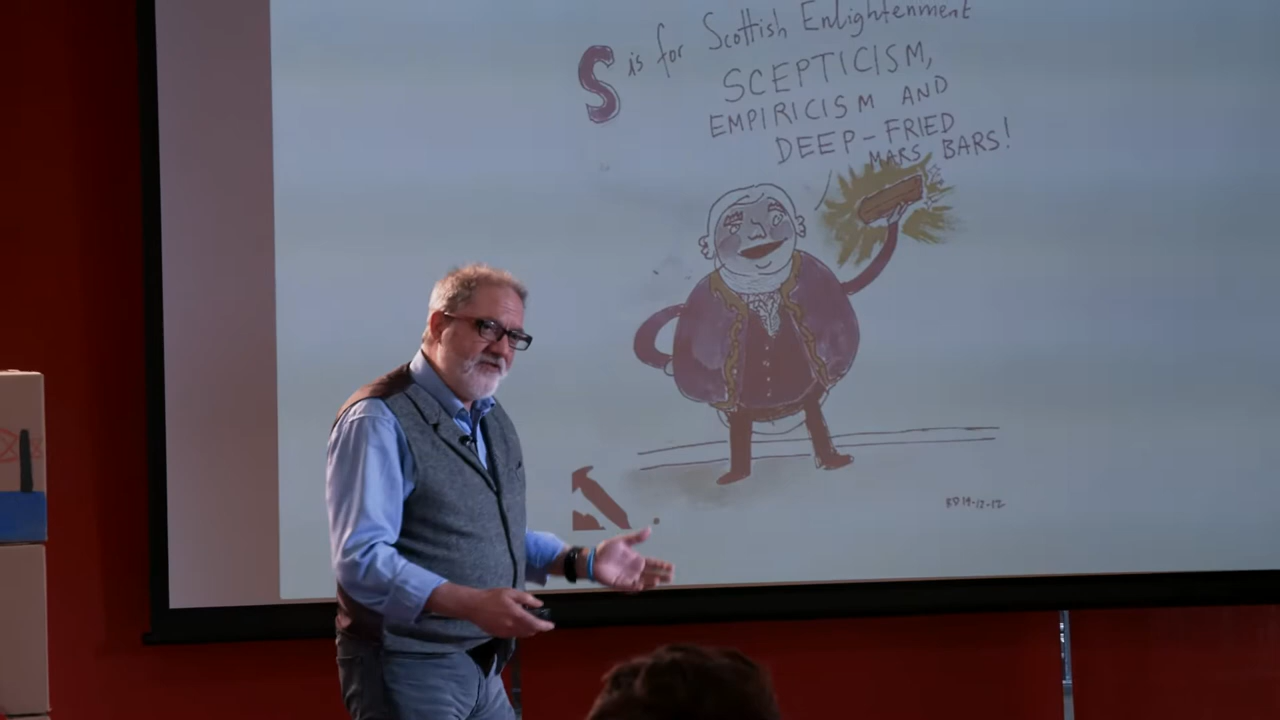 S is for Scottish Enlightenment
SCEPTICISM,
EMPIRICISM AND
DEEP-FRIED
MARS BARS!